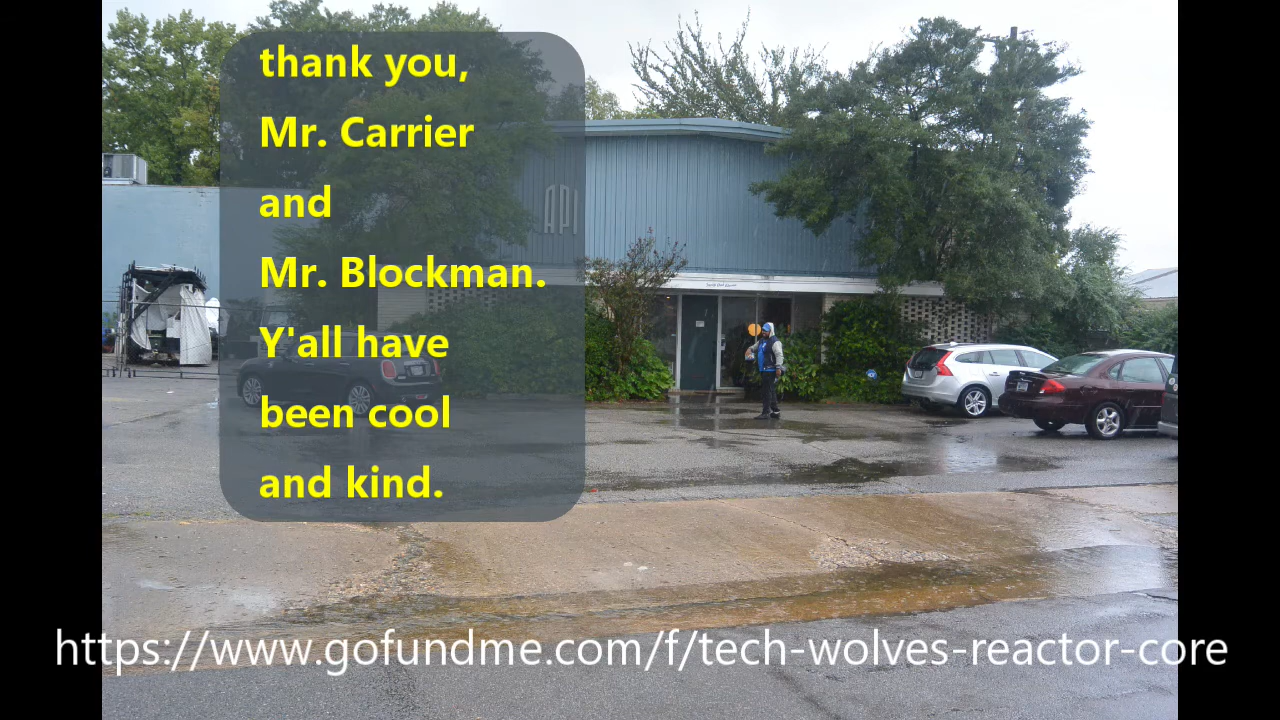 thank you,
Mr. Carrier
and
Mr. Blockman.
Y'all have
been cool
and kind.
API
https://www.gofundme.com/f/tech-wolves-reactor-core